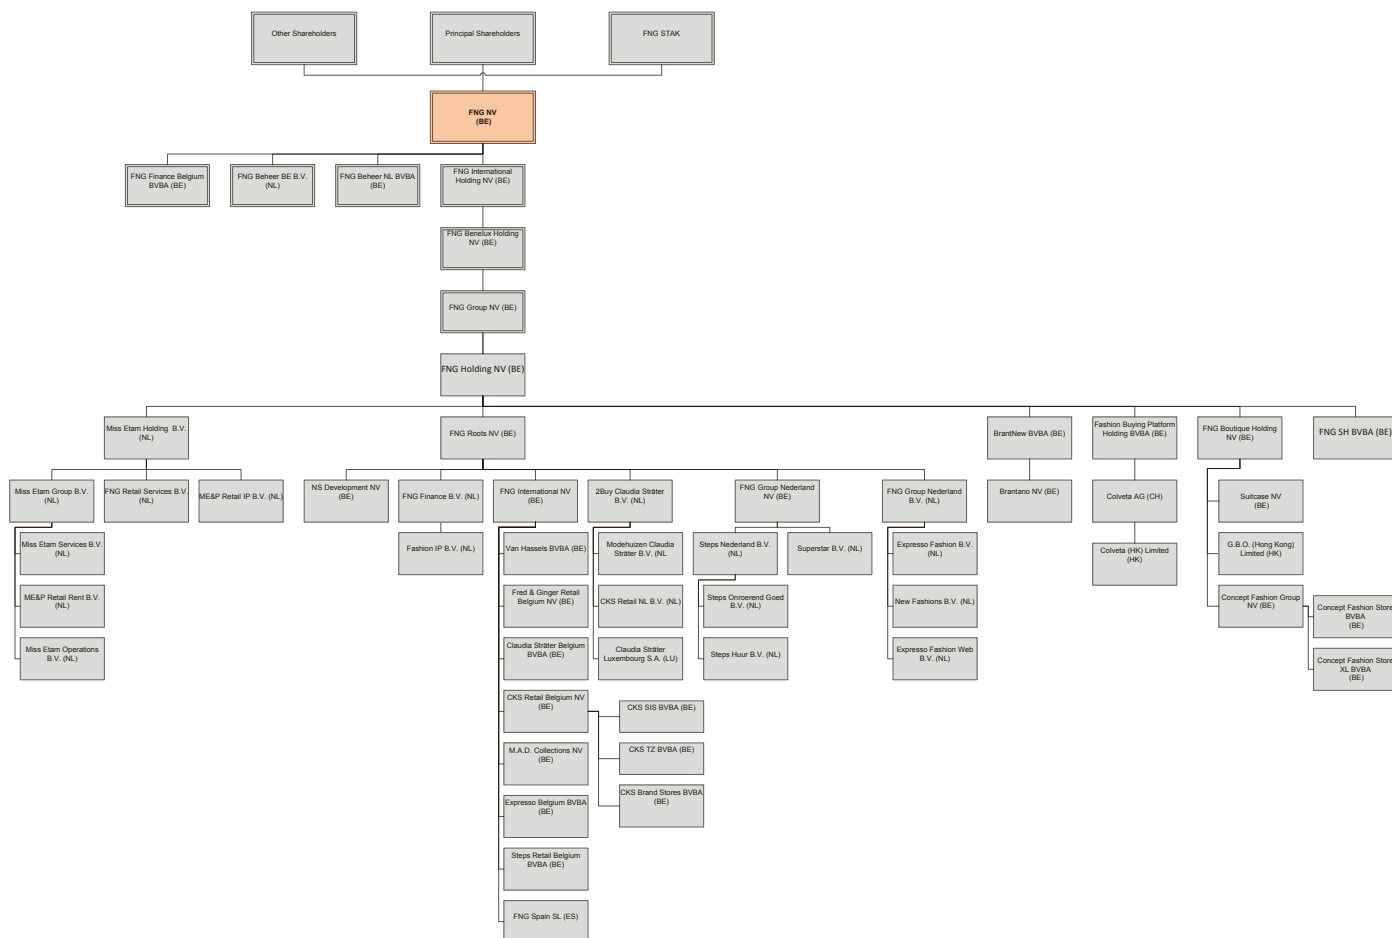 Other Shareholders
Principal Shareholders
FNG STAK
FNG NV
(BE)
FNG Finance Belgium
BVBA (BE)
FNG Beheer BE B.V.
(NL)
FNG Beheer NL BVBA
(BE)
FNG International
Holding NV (BE)
FNG Benelux Holding
NV (BE)
FNG Group NV (BE)
FNG Holding NV (BE)
Miss Etam Holding B.V.
(NL)
FNG Roots NV (BE)
BrantNew BVBA (BE)
Fashion Buying Platform
Holding BVBA (BE)
FNG Boutique Holding
NV (BE)
FNG SH BVBA (BE)
Miss Etam Group B.V.
(NL)
FNG Retail Services B.V.
(NL)
ME&P Retail IP B.V. (NL)
NS Development NV
(BE)
FNG Finance B.V. (NL)
FNG International NV
(BE)
2Buy Claudia Sträter
B.V. (NL)
FNG Group Nederland
NV (BE)
FNG Group Nederland
B.V. (NL)
Brantano NV (BE)
Colveta AG (CH)
Suitcase NV
(BE)
Miss Etam Services B.V.
(NL)
Fashion IP B.V. (NL)
Van Hassels BVBA (BE)
Modehuizen Claudia
Sträter B.V. (NL
Steps Nederland B.V.
(NL)
Superstar B.V. (NL)
Expresso Fashion B.V.
(NL)
Colveta (HK) Limited
(HK)
G.B.O. (Hong Kong)
Limited (HK)
ME&P Retail Rent B.V.
(NL)
Fred & Ginger Retail
Belgium NV (BE)
CKS Retail NL B.V. (NL)
Steps Onroerend Goed
B.V. (NL)
New Fashions B.V. (NL)
Concept Fashion Group
NV (BE)
Concept Fashion Store
BVBA
(BE)
Miss Etam Operations
B.V. (NL)
Claudia Sträter Belgium
BVBA (BE)
Claudia Sträter
Luxembourg S.A. (LU)
Steps Huur B.V. (NL)
Expresso Fashion Web
B.V. (NL)
Concept Fashion Store
XL BVBA
(BE)
CKS Retail Belgium NV
(BE)
CKS SIS BVBA (BE)
M.A.D. Collections NV
(BE)
CKS TZ BVBA (BE)
Expresso Belgium BVBA
(BE)
CKS Brand Stores BVBA
(BE)
Steps Retail Belgium
BVBA (BE)
FNG Spain SL (ES)